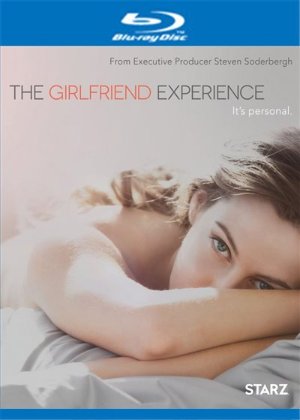 Blu-ray Disc
From Executive Producer Steven Soderbergh
THE GIRLFRIEND EXPERIENCE
It's personal.
STARZ